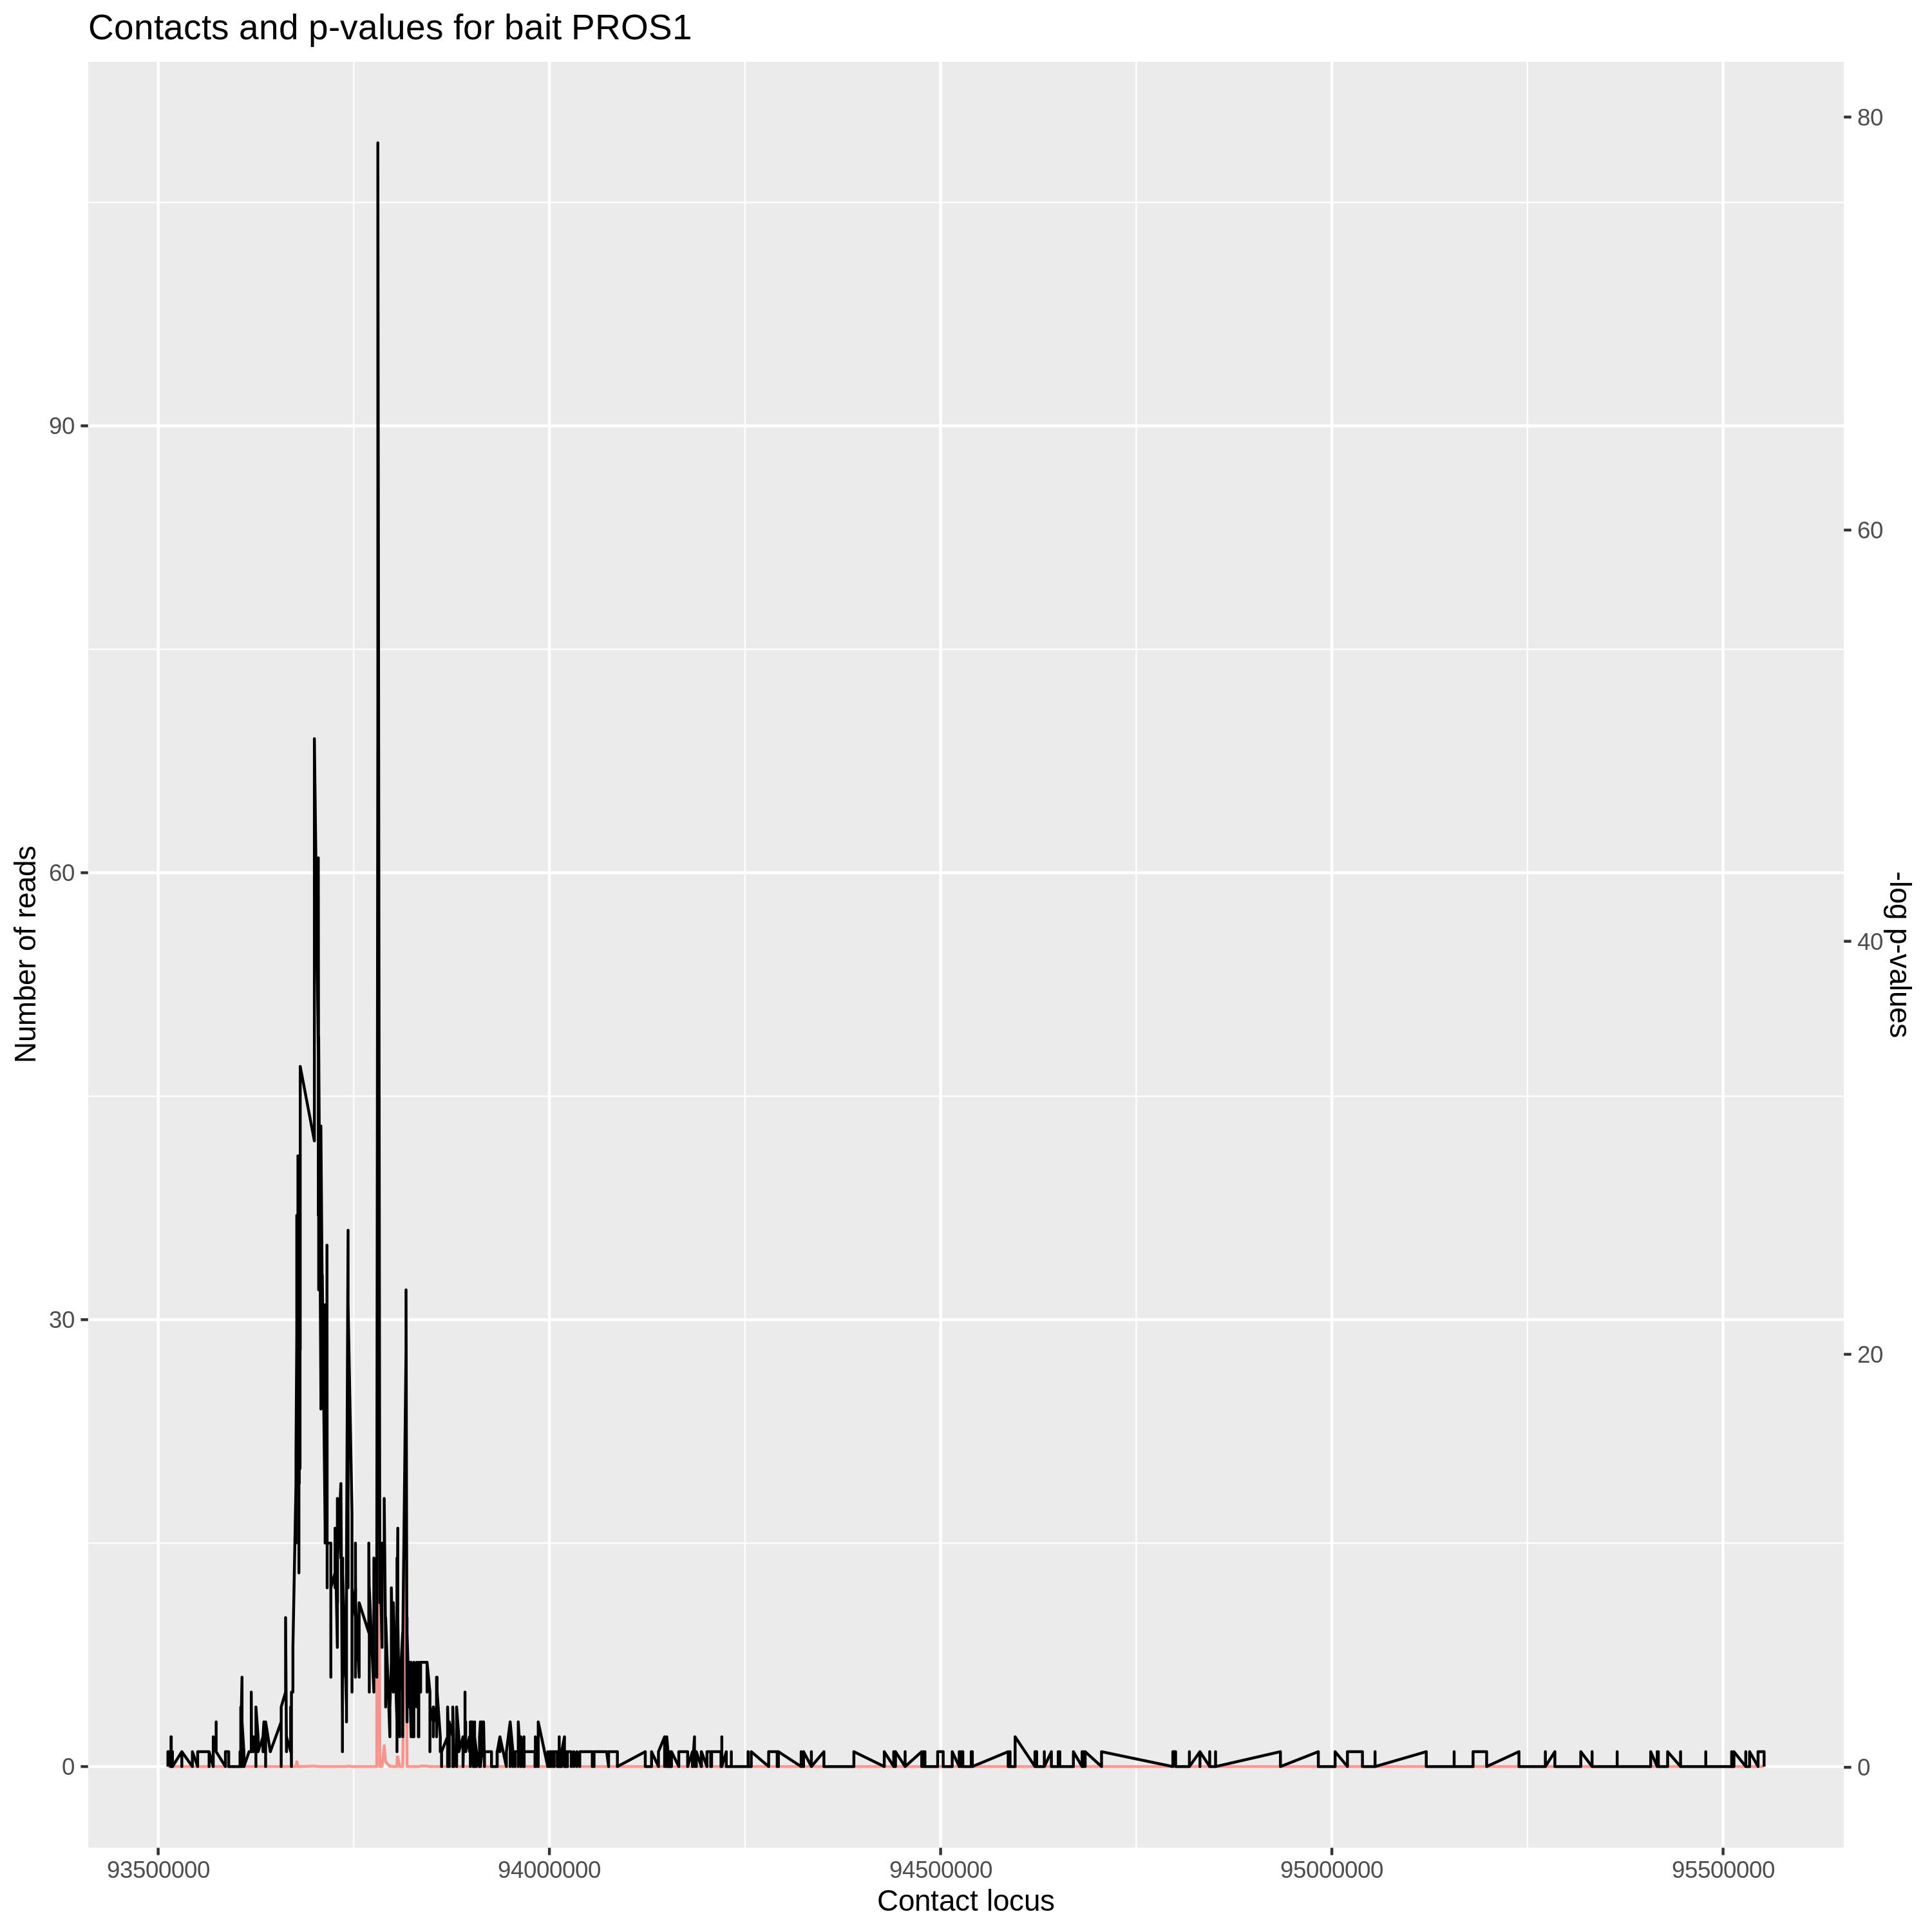 Contacts and p-values for bait PROS1
80
90
60
60
40
30
20
0
0
Number of reads
-log p-values
93500000 94000000 94500000 95000000 95500000
Contact locus